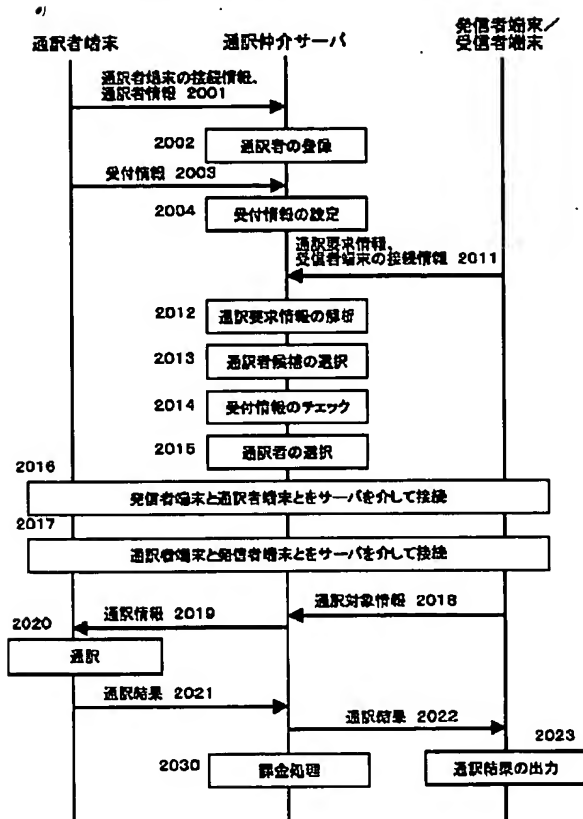 通訳者端末
通訳仲介サーバ
発信者端末／
受信者端末
通訳者端末の接続情報、
通訳者情報 2001
2002
通訳者の登録
受付情報 2003
2004
受付情報の設定
通訳要求情報、
受信者端末の接続情報 2011
2012
通訳要求情報の解析
2013
通訳者候補の選択
2014
受付情報のチェック
2015
通訳者の選択
2016
発信者端末と通訳者端末とをサーバを介して接続
2017
通訳者端末と発信者端末とをサーバを介して接続
通訳対象情報 2018
通訳情報 2019
2020
通訳
通訳結果 2021
通訳結果 2022
2023
通訳結果の出力
2030
課金処理